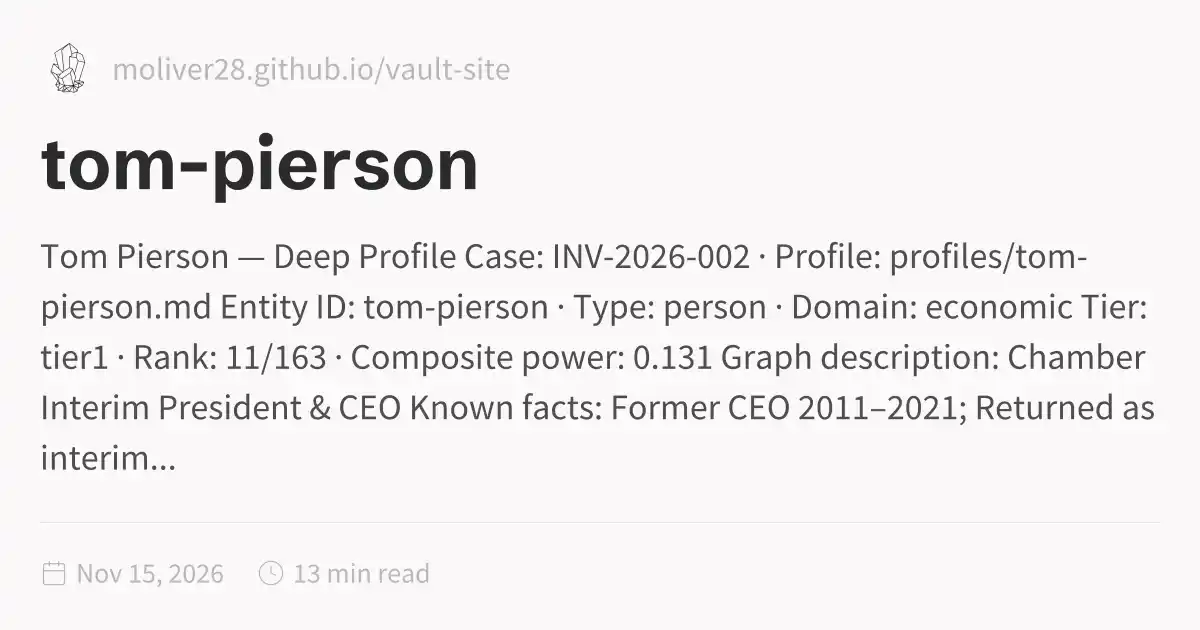 moliver28.github.io/vault-site
tom-pierson
Tom Pierson — Deep Profile Case: INV-2026-002 · Profile: profiles/tom-
pierson.md Entity ID: tom-pierson · Type: person · Domain: economic Tier:
tier1 · Rank: 11/163 · Composite power: 0.131 Graph description: Chamber
Interim President & CEO Known facts: Former CEO 2011–2021; Returned as
interim...
Nov 15, 2026
13 min read